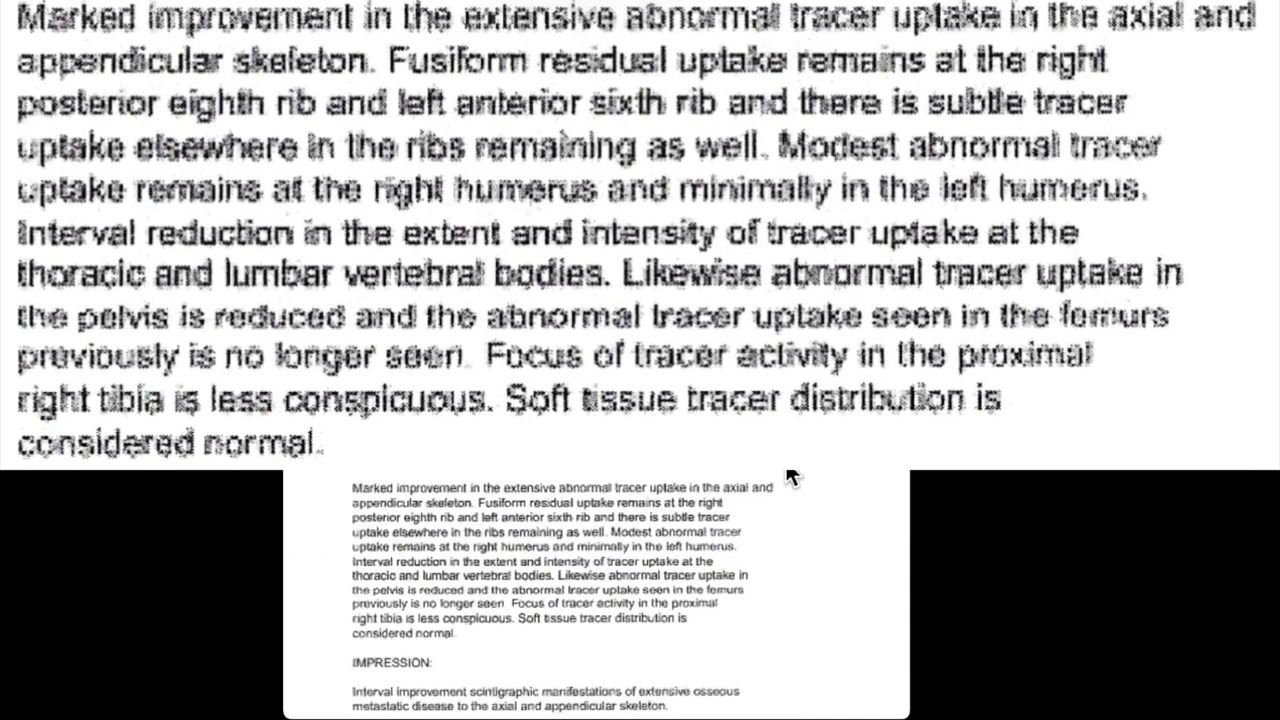 Marked improvement in the extensive abnormal tracer uptake in the axial and
appendicular skeleton. Fusiform residual uptake remains at the right
posterior eighth rib and left anterior sixth rib and there is subtle tracer
uptake elsewhere in the ribs remaining as well. Modest abnormal tracer
uptake remains at the right humerus and minimally in the left humerus.
Interval reduction in the extent and intensity of tracer uptake at the
thoracic and lumbar vertebral bodies. Likewise abnormal tracer uptake in
the pelvis is reduced and the abnormal tracer uptake seen in the femurs
previously is no longer seen. Focus of tracer activity in the proximal
right tibia is less conspicuous. Soft tissue tracer distribution is
considered normal.
Marked improvement in the extensive abnormal tracer uptake in the axial and
appendicular skeleton. Fusiform residual uptake remains at the right
posterior eighth rib and left anterior sixth rib and there is subtle tracer
uptake elsewhere in the ribs remaining as well. Modest abnormal tracer
uptake remains at the right humerus and minimally in the left humerus.
Interval reduction in the extent and intensity of tracer uptake at the
thoracic and lumbar vertebral bodies. Likewise abnormal tracer uptake in
the pelvis is reduced and the abnormal tracer uptake seen in the femurs
previously is no longer seen. Focus of tracer activity in the proximal
right tibia is less conspicuous. Soft tissue tracer distribution is
considered normal.
IMPRESSION:
Interval improvement scintigraphic manifestations of extensive osseous
metastatic disease to the axial and appendicular skeleton.